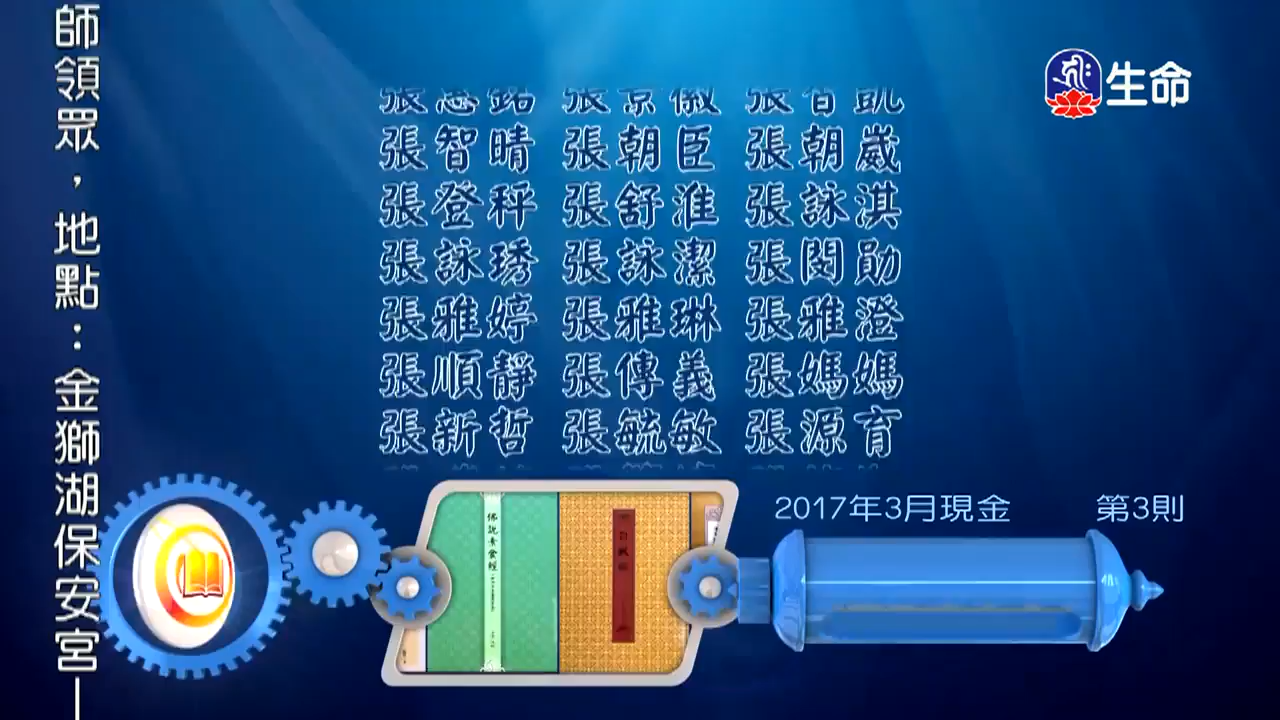 師領眾，地點：金獅湖保安宮—
生命
張智晴 張朝臣 張朝崴
張登秤 張舒淮 張詠淇
張詠琇 張詠潔 張閔勛
張雅婷 張雅琳 張雅澄
張順靜 張傳義 張媽媽
張新哲 張毓敏 張源育
2017年3月現金 第3則